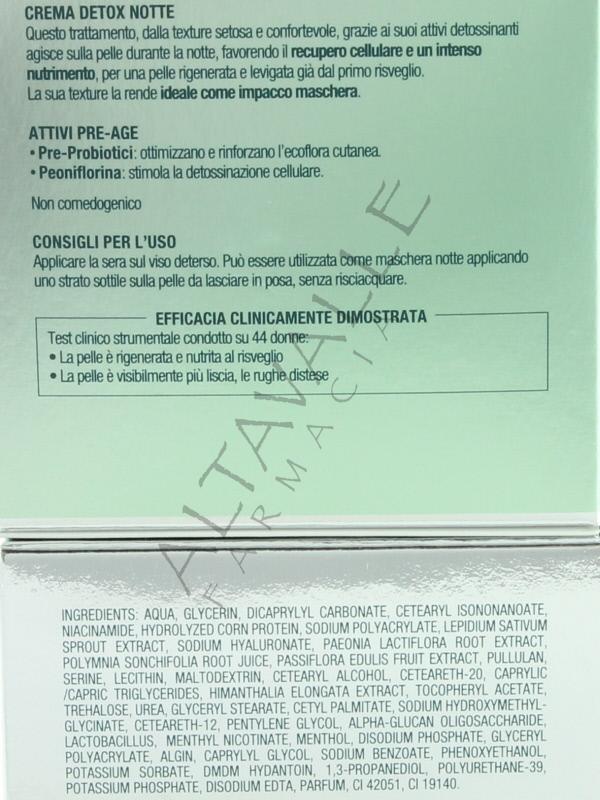 CREMA DETOX NOTTE
Questo trattamento, dalla texture setosa e confortevole, grazie ai suoi attivi detossinanti
agisce sulla pelle durante la notte, favorendo il recupero cellulare e un intenso
nutrimento, per una pelle rigenerata e levigata già dal primo risveglio.
La sua texture la rende ideale come impacco maschera.
ATTIVI PRE-AGE
• Pre-Probiotici: ottimizzano e rinforzano l'ecoflora cutanea.
• Peoniflorina: stimola la detossinazione cellulare.
Non comedogenico
CONSIGLI PER L'USO
Applicare la sera sul viso deterso. Può essere utilizzata come maschera notte applicando
uno strato sottile sulla pelle da lasciare in posa, senza risciacquare.
EFFICACIA CLINICAMENTE DIMOSTRATA
Test clinico strumentale condotto su 44 donne:
• La pelle è rigenerata e nutrita al risveglio
• La pelle è visibilmente più liscia, le rughe distese
ALTAVALLE
FARMACIA
INGREDIENTS: AQUA, GLYCERIN, DICAPRYLYL CARBONATE, CETEARYL ISONONANOATE,
NIACINAMIDE, HYDROLYZED CORN PROTEIN, SODIUM POLYACRYLATE, LEPIDIUM SATIVUM
SPROUT EXTRACT, SODIUM HYALURONATE, PAEONIA LACTIFLORA ROOT EXTRACT,
POLYMNIA SONCHIFOLIA ROOT JUICE, PASSIFLORA EDULIS FRUIT EXTRACT, PULLULAN,
SERINE, LECITHIN, MALTODEXTRIN, CETEARYL ALCOHOL, CETEARETH-20, CAPRYLIC
/CAPRIC TRIGLYCERIDES, HIMANTHALIA ELONGATA EXTRACT, TOCOPHERYL ACETATE,
TREHALOSE, UREA, GLYCERYL STEARATE, CETYL PALMITATE, SODIUM HYDROXYMETHYL-
GLYCINATE, CETEARETH-12, PENTYLENE GLYCOL, ALPHA-GLUCAN OLIGOSACCHARIDE,
LACTOBACILLUS, MENTHYL NICOTINATE, MENTHOL, DISODIUM PHOSPHATE, GLYCERYL
POLYACRYLATE, ALGIN, CAPRYLYL GLYCOL, SODIUM BENZOATE, PHENOXYETHANOL,
POTASSIUM SORBATE, DMDM HYDANTOIN, 1,3-PROPANEDIOL, POLYURETHANE-39,
POTASSIUM PHOSPHATE, DISODIUM EDTA, PARFUM, CI 42051, CI 19140.